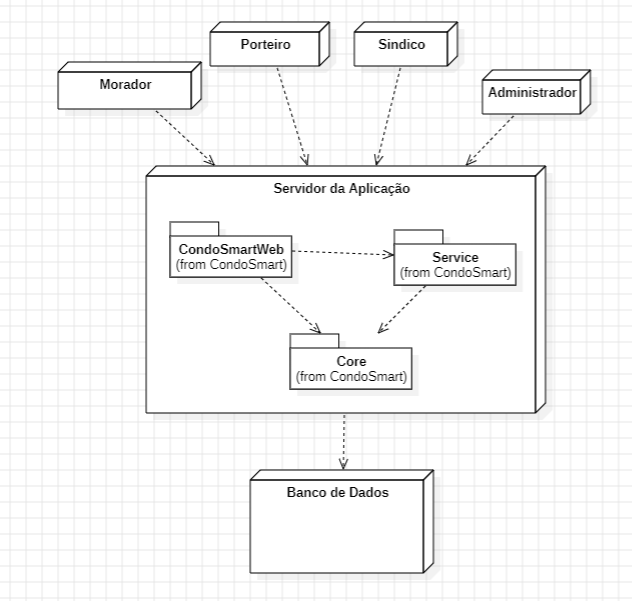 Porteiro
Sindico
Morador
Administrador
Servidor da Aplicação
CondoSmartWeb
(from CondoSmart)
Service
(from CondoSmart)
Core
(from CondoSmart)
Banco de Dados